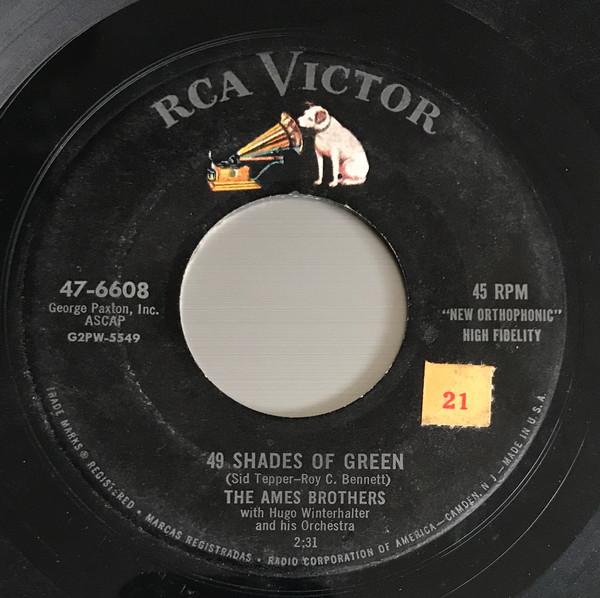 RCA VICTOR
47-6608
George Paxton, Inc.
ASCAP
G2PW-5549
45 RPM
"NEW ORTHOPHONIC"
HIGH FIDELITY
21
49 SHADES OF GREEN
(Sid Tepper-Roy C. Bennett)
THE AMES BROTHERS
with Hugo Winterhalter
and his Orchestra
2:31
TRADE MARKS ® REGISTERED • MARCAS REGISTRADAS • RADIO CORPORATION OF AMERICA—CAMDEN, N. J.—MADE IN U.S.A.